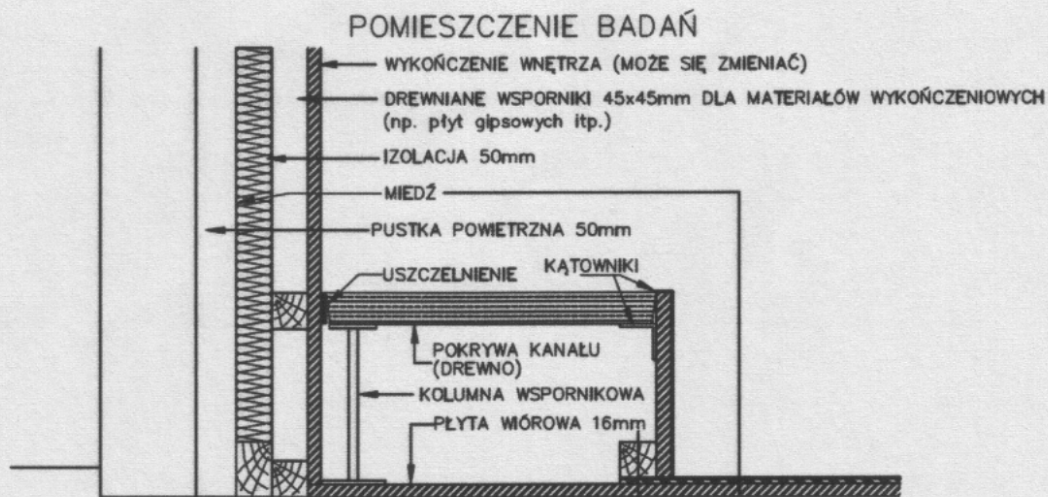 POMIESZCZENIE BADAŃ
WYKOŃCZENIE WNĘTRZA (MOŻE SIĘ ZMIENIAĆ)
DREWNIANE WSPORNIKI 45x45mm DLA MATERIAŁÓW WYKOŃCZENIOWYCH
(np. płyt gipsowych itp.)
IZOLACJA 50mm
MIEDŹ
PUSTKA POWIETRZNA 50mm
USZCZELNIENIE
KĄTOWNIKI
POKRYWA KANAŁU
(DREWNO)
KOLUMNA WSPORNIKOWA
PŁYTA WIÓROWA 16mm